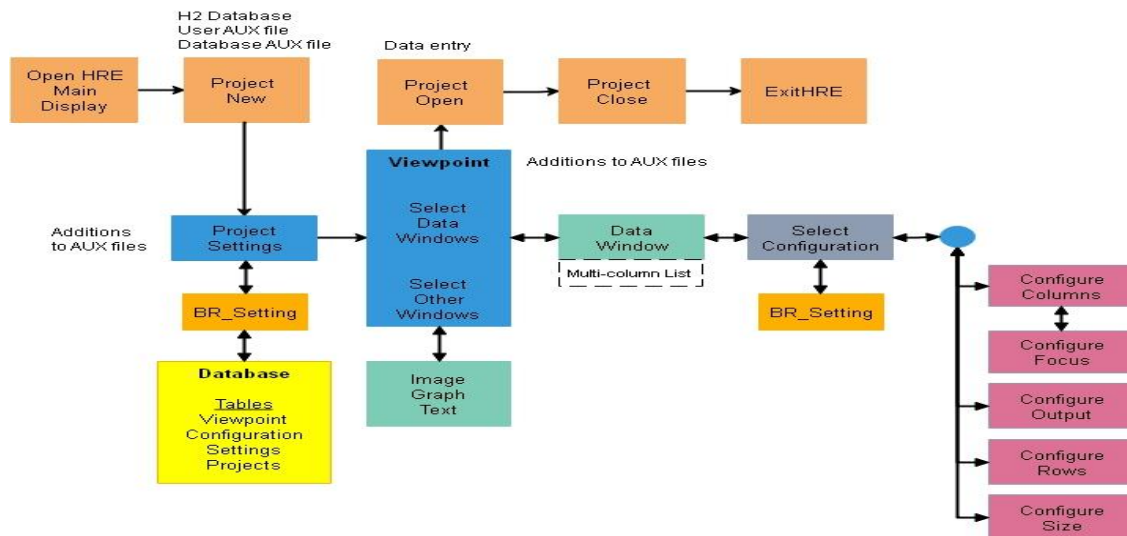 H2 Database
User AUX file
Database AUX file
Data entry
Open HRE
Main
Display
Project
New
Project
Open
Project
Close
ExitHRE
Viewpoint
Select
Data
Windows
Select
Other
Windows
Additions to AUX files
Additions
to AUX files
Project
Settings
Data
Window
Multi-column List
Select
Configuration
BR_Setting
BR_Setting
Database
Tables
Viewpoint
Configuration
Settings
Projects
Image
Graph
Text
Configure
Columns
Configure
Focus
Configure
Output
Configure
Rows
Configure
Size